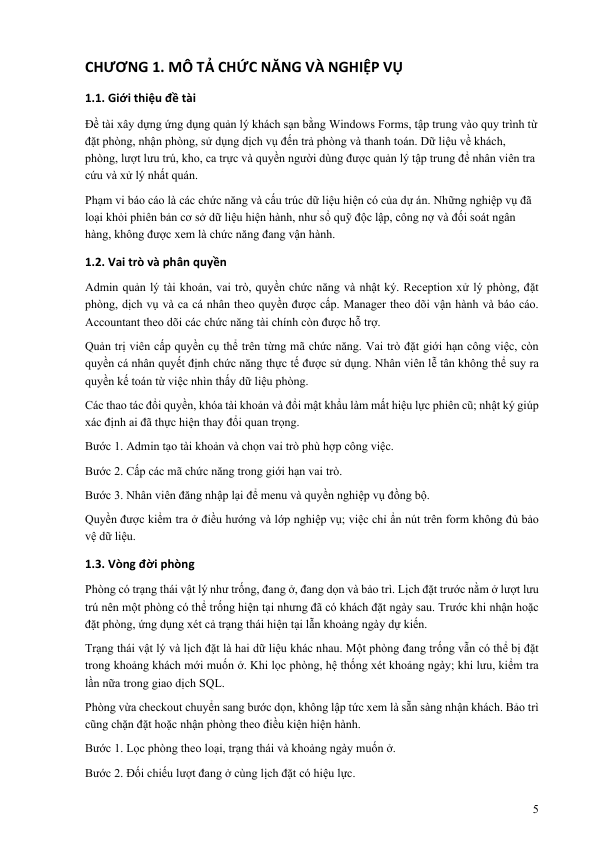 CHƯƠNG 1. MÔ TẢ CHỨC NĂNG VÀ NGHIỆP VỤ
1.1. Giới thiệu đề tài
Đề tài xây dựng ứng dụng quản lý khách sạn bằng Windows Forms, tập trung vào quy trình từ
đặt phòng, nhận phòng, sử dụng dịch vụ đến trả phòng và thanh toán. Dữ liệu về khách,
phòng, lượt lưu trú, kho, ca trực và quyền người dùng được quản lý tập trung để nhân viên tra
cứu và xử lý nhất quán.
Phạm vi báo cáo là các chức năng và cấu trúc dữ liệu hiện có của dự án. Những nghiệp vụ đã
loại khỏi phiên bản cơ sở dữ liệu hiện hành, như sổ quỹ độc lập, công nợ và đối soát ngân
hàng, không được xem là chức năng đang vận hành.
1.2. Vai trò và phân quyền
Admin quản lý tài khoản, vai trò, quyền chức năng và nhật ký. Reception xử lý phòng, đặt
phòng, dịch vụ và ca cá nhân theo quyền được cấp. Manager theo dõi vận hành và báo cáo.
Accountant theo dõi các chức năng tài chính còn được hỗ trợ.
Quản trị viên cấp quyền cụ thể trên từng mã chức năng. Vai trò đặt giới hạn công việc, còn
quyền cá nhân quyết định chức năng thực tế được sử dụng. Nhân viên lễ tân không thể suy ra
quyền kế toán từ việc nhìn thấy dữ liệu phòng.
Các thao tác đổi quyền, khóa tài khoản và đổi mật khẩu làm mất hiệu lực phiên cũ; nhật ký giúp
xác định ai đã thực hiện thay đổi quan trọng.
Bước 1. Admin tạo tài khoản và chọn vai trò phù hợp công việc.
Bước 2. Cấp các mã chức năng trong giới hạn vai trò.
Bước 3. Nhân viên đăng nhập lại để menu và quyền nghiệp vụ đồng bộ.
Quyền được kiểm tra ở điều hướng và lớp nghiệp vụ; việc chỉ ẩn nút trên form không đủ bảo
vệ dữ liệu.
1.3. Vòng đời phòng
Phòng có trạng thái vật lý như trống, đang ở, đang dọn và bảo trì. Lịch đặt trước nằm ở lượt lưu
trú nên một phòng có thể trống hiện tại nhưng đã có khách đặt ngày sau. Trước khi nhận hoặc
đặt phòng, ứng dụng xét cả trạng thái hiện tại lẫn khoảng ngày dự kiến.
Trạng thái vật lý và lịch đặt là hai dữ liệu khác nhau. Một phòng đang trống vẫn có thể bị đặt
trong khoảng khách mới muốn ở. Khi lọc phòng, hệ thống xét khoảng ngày; khi lưu, kiểm tra
lần nữa trong giao dịch SQL.
Phòng vừa checkout chuyển sang bước dọn, không lập tức xem là sẵn sàng nhận khách. Bảo trì
cũng chặn đặt hoặc nhận phòng theo điều kiện hiện hành.
Bước 1. Lọc phòng theo loại, trạng thái và khoảng ngày muốn ở.
Bước 2. Đối chiếu lượt đang ở cùng lịch đặt có hiệu lực.
5